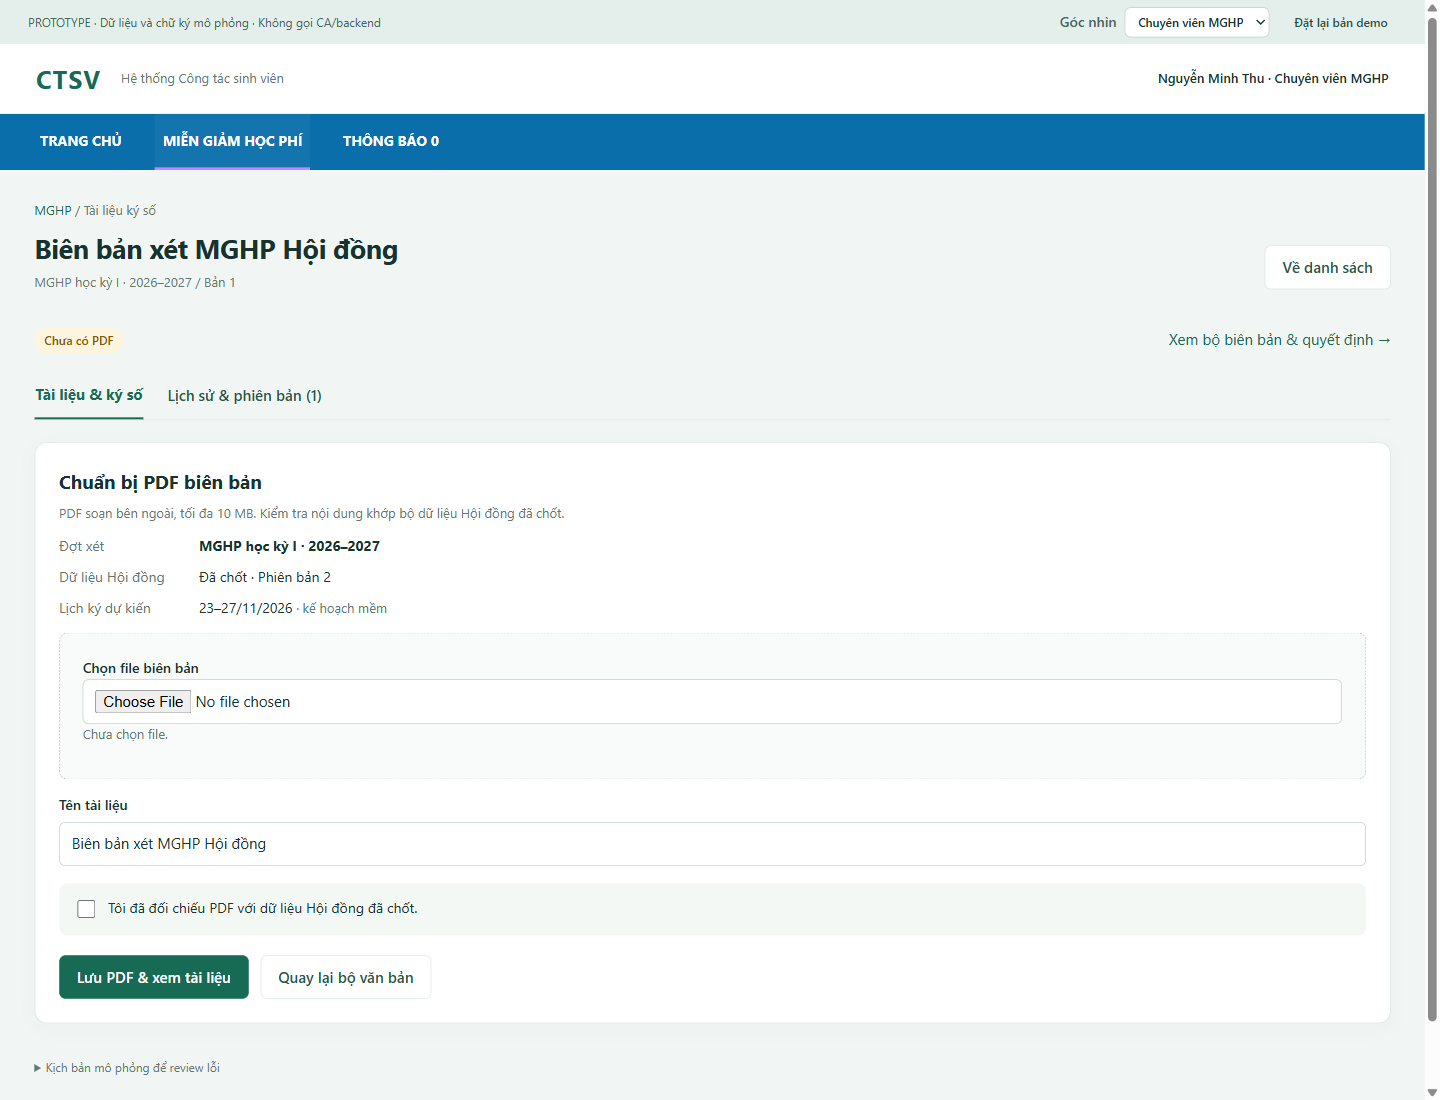 PROTOTYPE · Dữ liệu và chữ ký mô phỏng · Không gọi CA/backend
Góc nhìn
Chuyên viên MGHP
Đặt lại bản demo
CTSV
Hệ thống Công tác sinh viên
Nguyễn Minh Thu · Chuyên viên MGHP
TRANG CHỦ
MIỄN GIẢM HỌC PHÍ
THÔNG BÁO 0
MGHP / Tài liệu ký số
Biên bản xét MGHP Hội đồng
MGHP học kỳ I · 2026–2027 / Bản 1
Về danh sách
Chưa có PDF
Xem bộ biên bản & quyết định →
Tài liệu & ký số
Lịch sử & phiên bản (1)
Chuẩn bị PDF biên bản
PDF soạn bên ngoài, tối đa 10 MB. Kiểm tra nội dung khớp bộ dữ liệu Hội đồng đã chốt.
Đợt xét
MGHP học kỳ I · 2026–2027
Dữ liệu Hội đồng
Đã chốt · Phiên bản 2
Lịch ký dự kiến
23–27/11/2026 · kế hoạch mềm
Chọn file biên bản
Choose File No file chosen
Chưa chọn file.
Tên tài liệu
Biên bản xét MGHP Hội đồng
Tôi đã đối chiếu PDF với dữ liệu Hội đồng đã chốt.
Lưu PDF & xem tài liệu
Quay lại bộ văn bản
Kịch bản mô phỏng để review lỗi